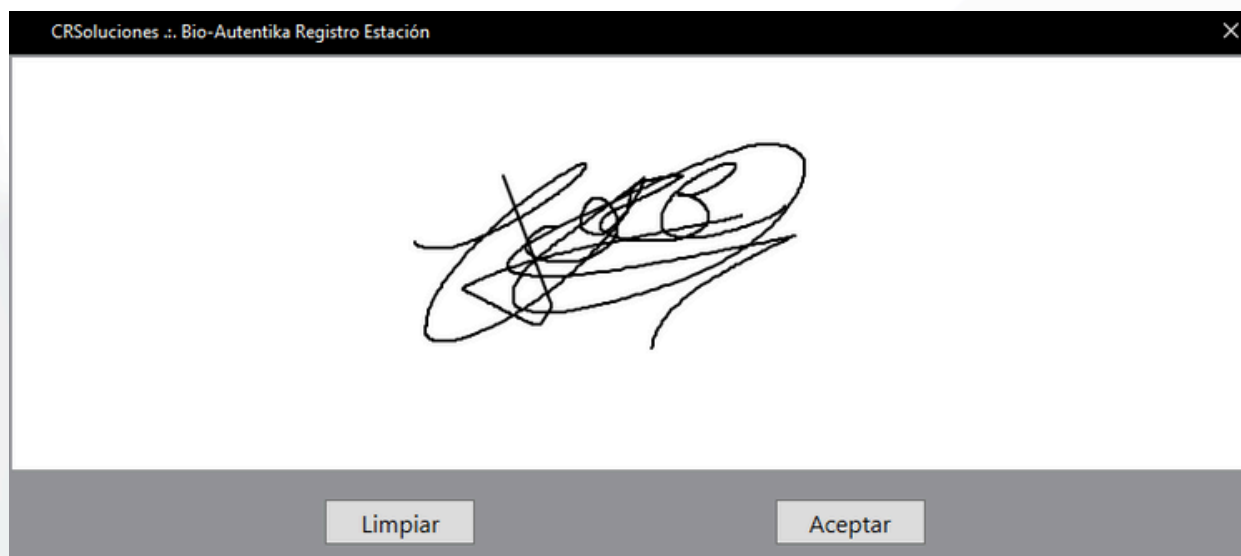 CRSoluciones .:. Bio-Autentika Registro Estación
Limpiar
Aceptar